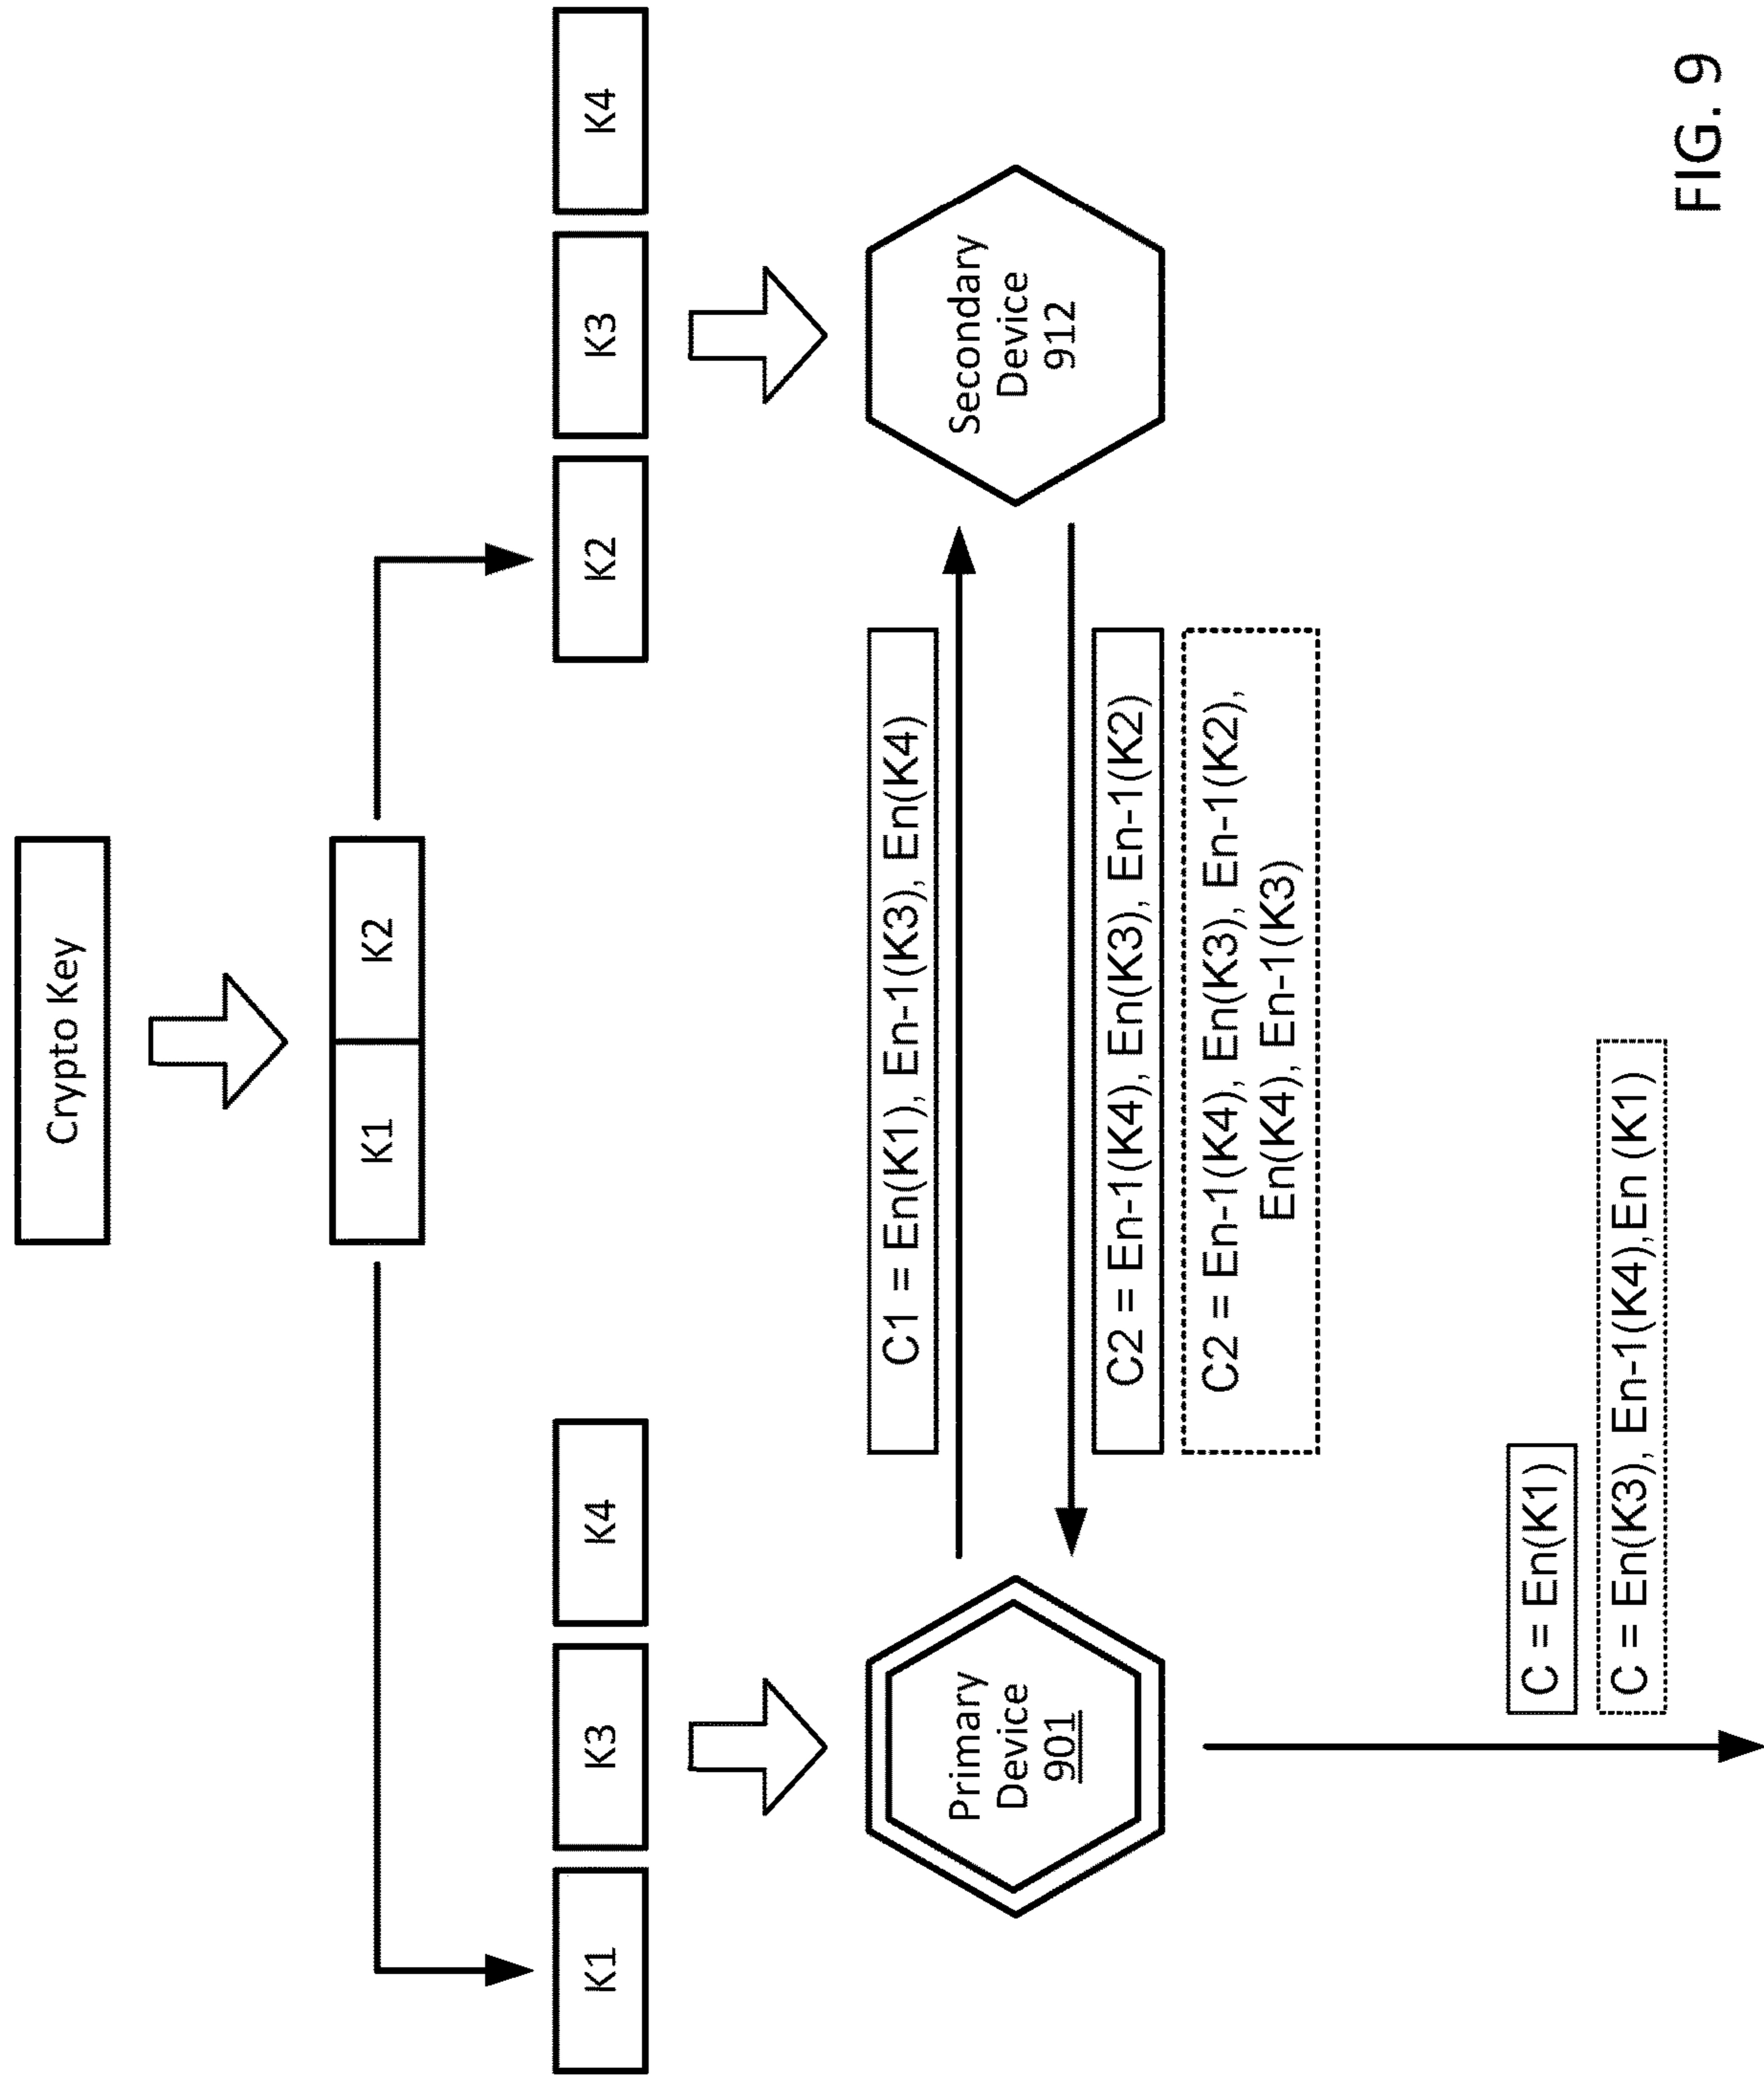 Crypto Key
K1
K2
K1
K3
K4
K2
K3
K4
Primary
Device
901
Secondary
Device
912
C1 = En(K1), En-1(K3), En(K4)
C2 = En-1(K4), En(K3), En-1(K2)
C2 = En-1(K4), En(K3), En-1(K2),
En(K4), En-1(K3)
C = En(K1)
C = En(K3), En-1(K4),En (K1)
FIG. 9